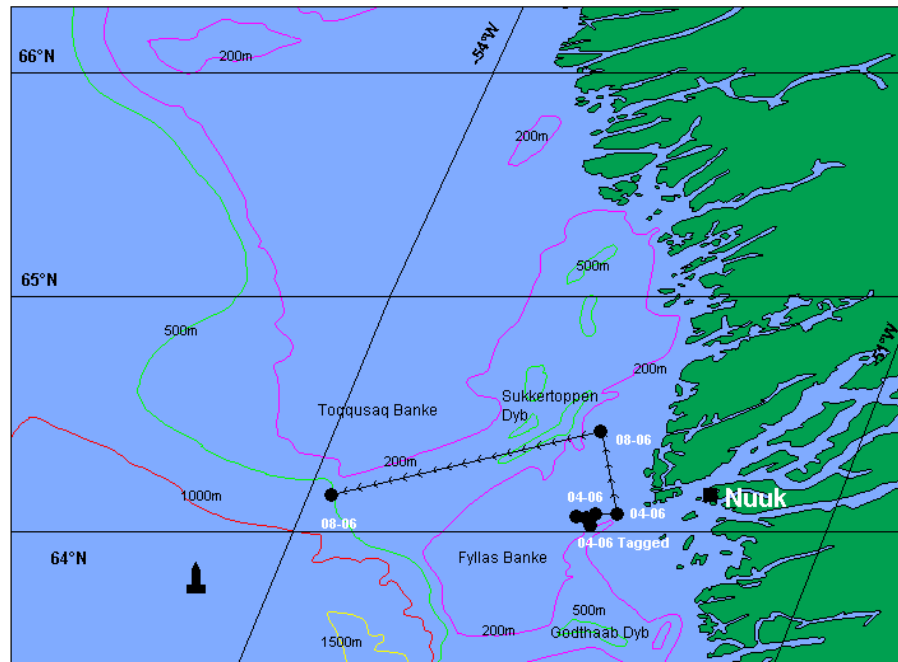 -54°W
66°N
200m
200m
65°N
500m
500m
-51°W
200m
Sukkertoppen
Dyb
Toqqusaq Banke
08-06
200m
04-06
Nuuk
1000m
04-06
08-06
04-06 Tagged
64°N
Fyllas Banke
500m
200m
Godthaab Dyb
1500m